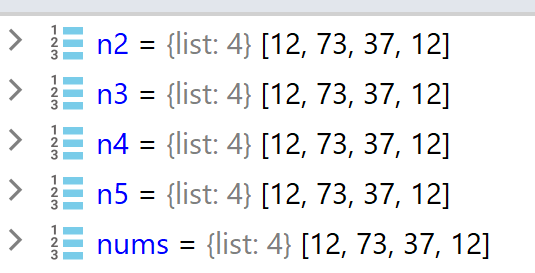 n2 = {list: 4} [12, 73, 37, 12]
n3 = {list: 4} [12, 73, 37, 12]
n4 = {list: 4} [12, 73, 37, 12]
n5 = {list: 4} [12, 73, 37, 12]
nums = {list: 4} [12, 73, 37, 12]